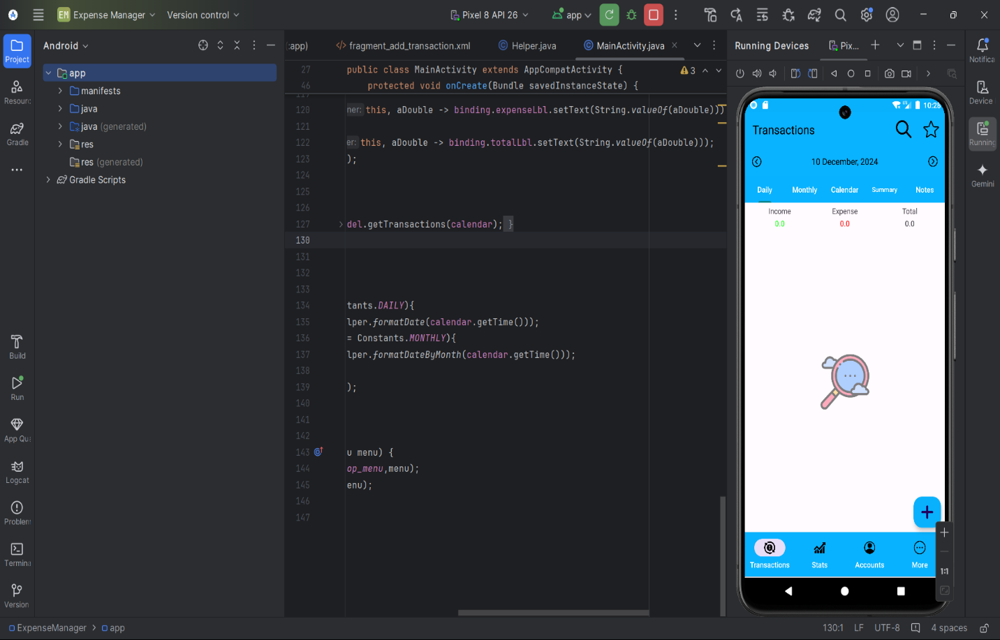 EM Expense Manager Version control Pixel 8 API 26 app
Project
Resourc
Gradle
Build
Run
App Qua
Logcat
Problem
Termina
Version
Android
app
manifests
java
java (generated)
res
res (generated)
Gradle Scripts
:app) fragment_add_transaction.xml Helper.java MainActivity.java
27 public class MainActivity extends AppCompatActivity { 3
46 protected void onCreate(Bundle savedInstanceState) {
120 ner: this, aDouble -> binding.expenseLbl.setText(String.valueOf(aDouble)))
121
122 er: this, aDouble -> binding.totalLbl.setText(String.valueOf(aDouble)));
123 );
124
125
126
127 del.getTransactions(calendar); }
130
131
132
133
134 tants.DAILY){
135 lper.formatDate(calendar.getTime()));
136 = Constants.MONTHLY){
137 lper.formatDateByMonth(calendar.getTime()));
138
139 );
140
141
142
143 u menu) {
144 op_menu,menu);
145 enu);
146
147
Running Devices Pix...
10:28
Transactions
10 December, 2024
Daily Monthly Calendar Summary Notes
Income Expense Total
0.0 0.0 0.0
Transactions Stats Accounts More
1:1
Notifica
Device
Running
Gemini
ExpenseManager > app
130:1 LF UTF-8 4 spaces